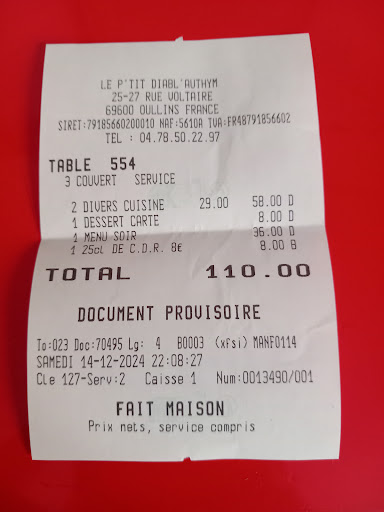 LE P'TIT DIABL'AUTHYM
25-27 RUE VOLTAIRE
69600 OULLINS FRANCE
SIRET:79185660200010 NAF:5610A TVA:FR48791856602
TEL : 04.78.50.22.97
TABLE 554
3 COUVERT SERVICE
2 DIVERS CUISINE 29.00 58.00 D
1 DESSERT CARTE 8.00 D
1 MENU SOIR 36.00 D
1 25cl DE C.D.R. 8€ 8.00 B
TOTAL 110.00
DOCUMENT PROVISOIRE
To:023 Doc:70495 Lg: 4 B0003 (xfsi) MANF0114
SAMEDI 14-12-2024 22:08:27
Cle 127-Serv:2 Caisse 1 Num:0013490/001
FAIT MAISON
Prix nets, service compris